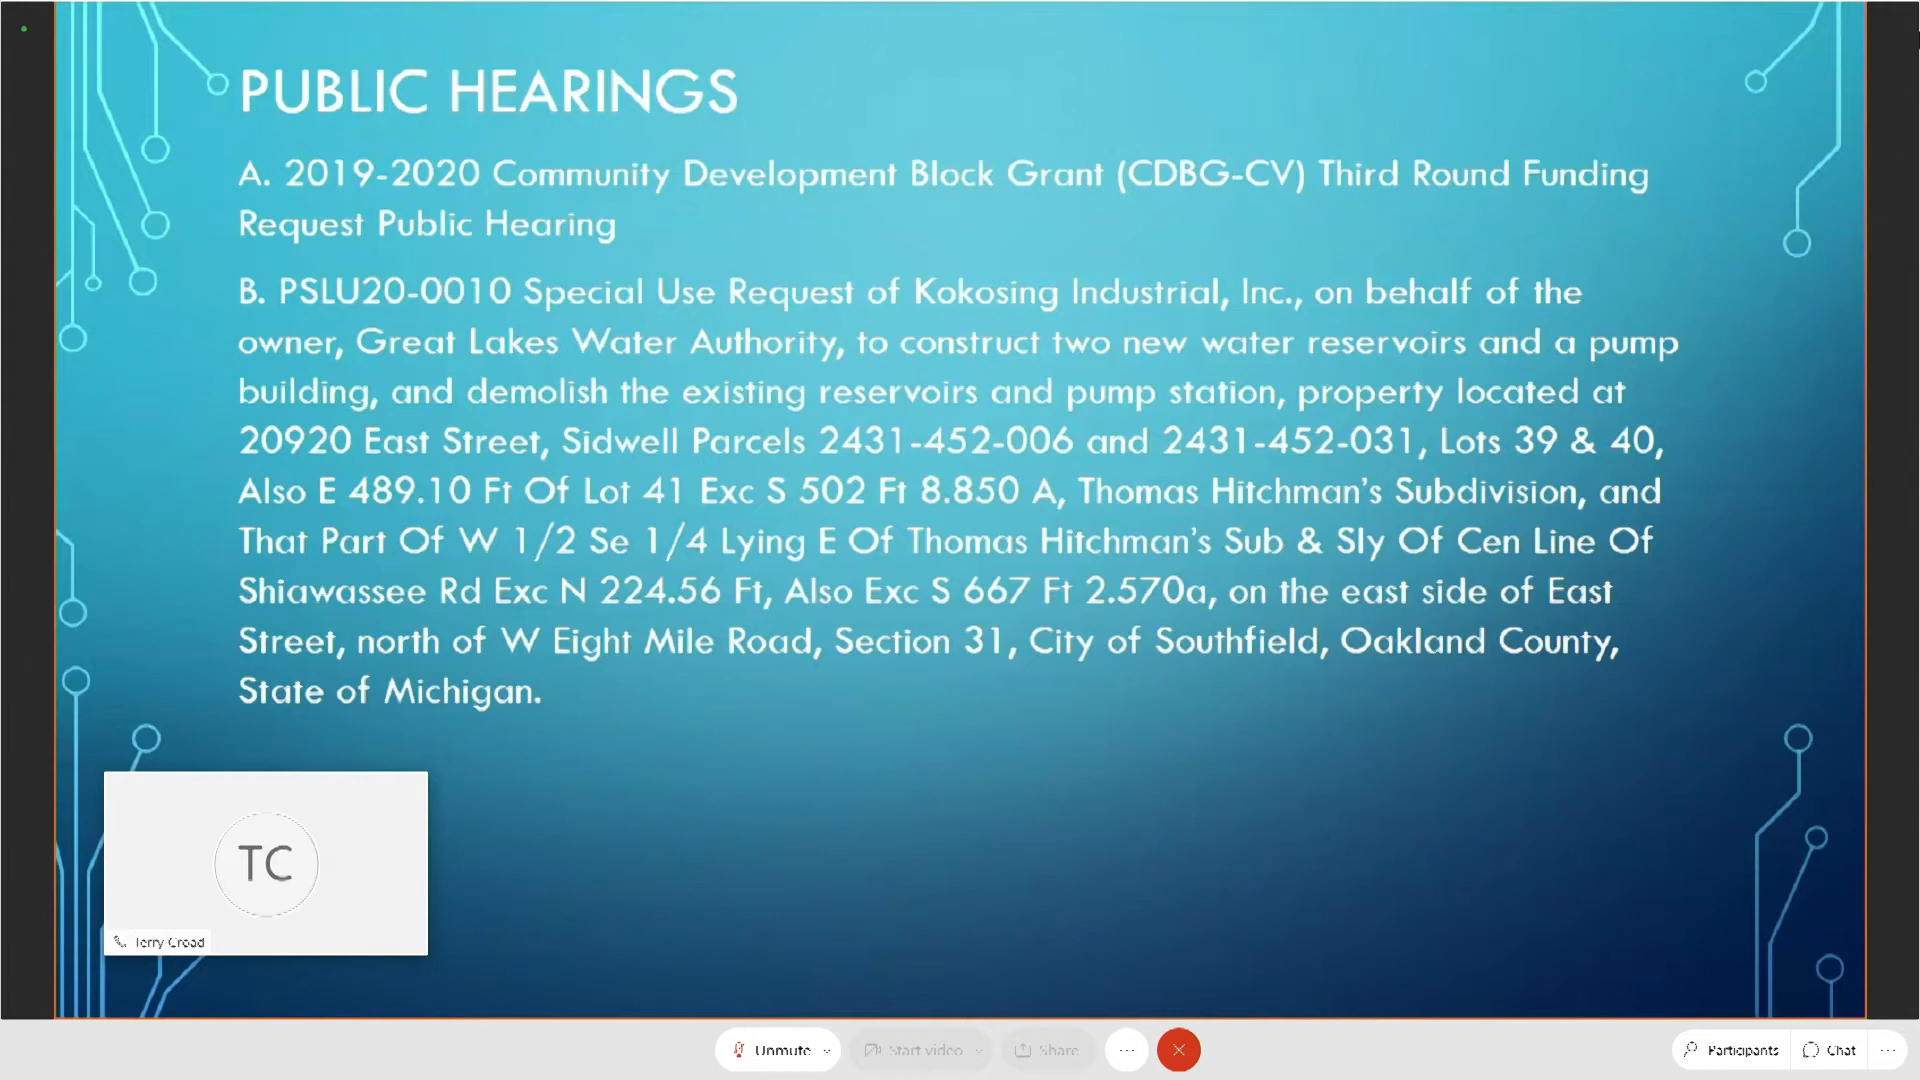 PUBLIC HEARINGS
A. 2019-2020 Community Development Block Grant (CDBG-CV) Third Round Funding
Request Public Hearing
B. PSLU20-0010 Special Use Request of Kokosing Industrial, Inc., on behalf of the
owner, Great Lakes Water Authority, to construct two new water reservoirs and a pump
building, and demolish the existing reservoirs and pump station, property located at
20920 East Street, Sidwell Parcels 2431-452-006 and 2431-452-031, Lots 39 & 40,
Also E 489.10 Ft Of Lot 41 Exc S 502 Ft 8.850 A, Thomas Hitchman's Subdivision, and
That Part Of W 1/2 Se 1/4 Lying E Of Thomas Hitchman's Sub & Sly Of Cen Line Of
Shiawassee Rd Exc N 224.56 Ft, Also Exc S 667 Ft 2.570a, on the east side of East
Street, north of W Eight Mile Road, Section 31, City of Southfield, Oakland County,
State of Michigan.
TC
Terry Croad
Unmute
Start video
Share
Participants
Chat